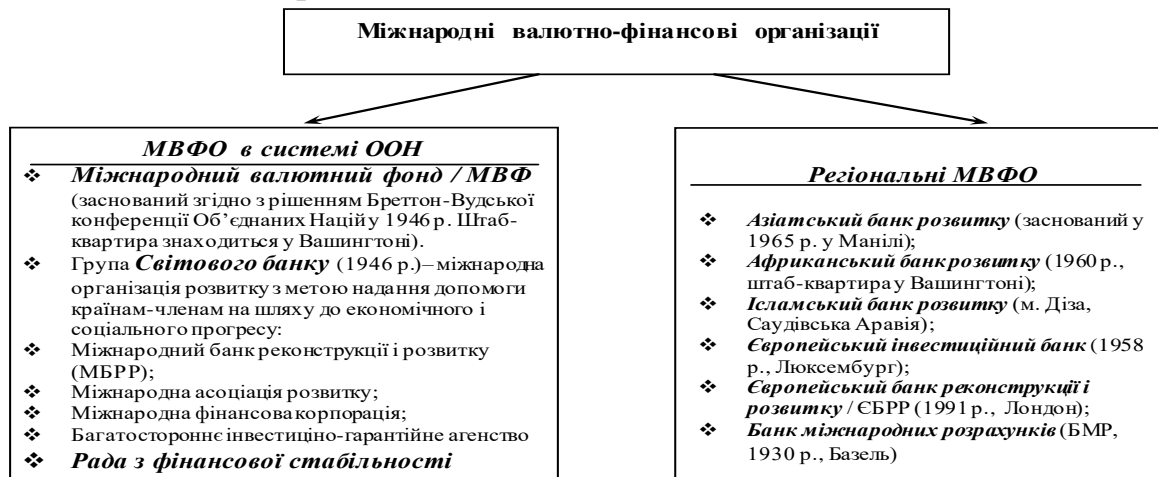 Міжнародні валютно-фінансові організації
МВФО в системі ООН
❖ Міжнародний валютний фонд / МВФ
(заснований згідно з рішенням Бреттон-Вудської
конференції Об’єднаних Націй у 1946 р. Штаб-
квартира знаходиться у Вашингтоні).
❖ Група Світового банку (1946 р.)– міжнародна
організація розвитку з метою надання допомоги
країнам-членам на шляху до економічного і
соціального прогресу:
❖ Міжнародний банк реконструкції і розвитку
(МБРР);
❖ Міжнародна асоціація розвитку;
❖ Міжнародна фінансова корпорація;
❖ Багатостороннє інвестиціно-гарантійне агенство
❖ Рада з фінансової стабільності
Регіональні МВФО
❖ Азіатський банк розвитку (заснований у
1965 р. у Манілі);
❖ Африканський банк розвитку (1960 р.,
штаб-квартира у Вашингтоні);
❖ Ісламський банк розвитку (м. Діза,
Саудівська Аравія);
❖ Європейський інвестиційний банк (1958
р., Люксембург);
❖ Європейський банк реконструкції і
розвитку / ЄБРР (1991 р., Лондон);
❖ Банк міжнародних розрахунків (БМР,
1930 р., Базель)